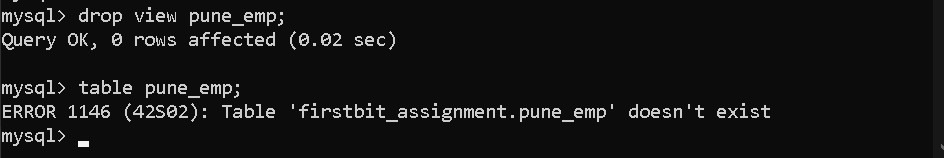 mysql> drop view pune_emp;
Query OK, 0 rows affected (0.02 sec)
mysql> table pune_emp;
ERROR 1146 (42S02): Table 'firstbit_assignment.pune_emp' doesn't exist
mysql>